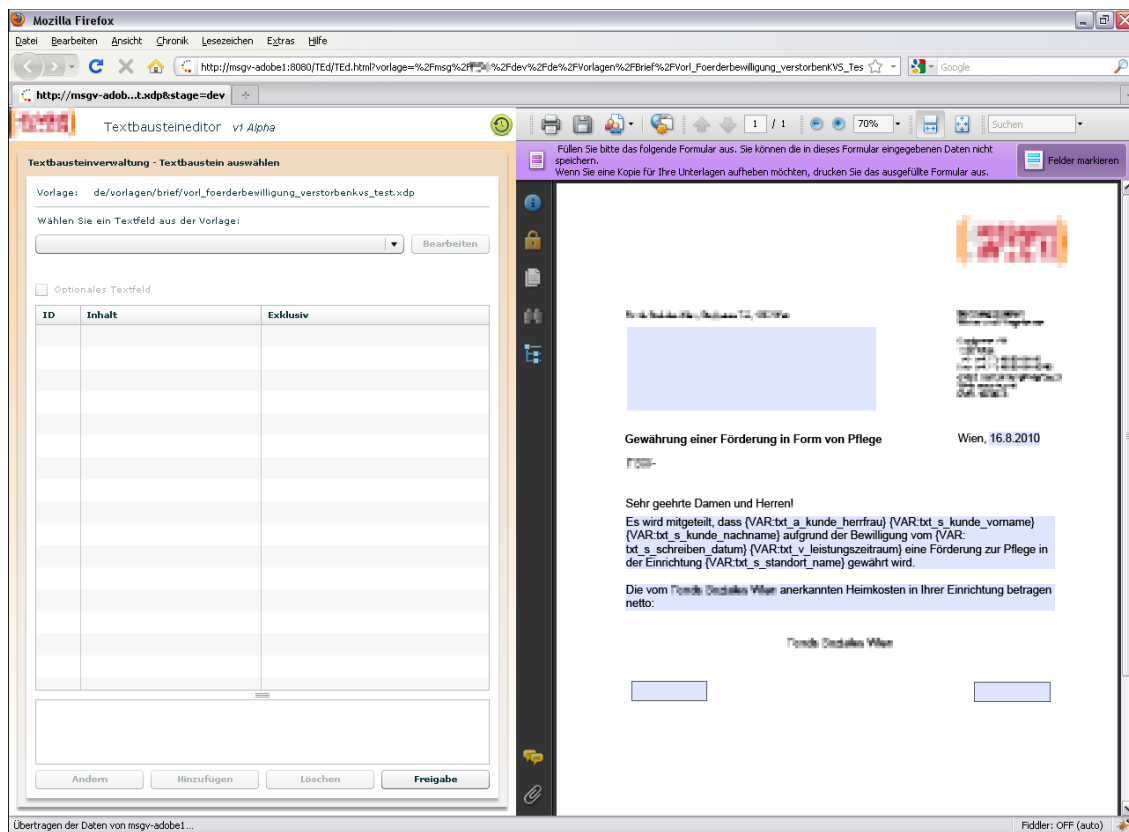 Mozilla Firefox
Datei Bearbeiten Ansicht Chronik Lesezeichen Extras Hilfe
http://msgv-adobe1:8080/TEd/TEd.html?vorlage=%2Fmsg%2F %2Fdev%2Fde%2FVorlagen%2FBrief%2FVorl_Foerderbewilligung_verstorbenKVS_Tes
Google
http://msgv-adob...t.xdp&stage=dev
Textbausteineditor v1 Alpha
1 / 1
70%
Suchen
Füllen Sie bitte das folgende Formular aus. Sie können die in dieses Formular eingegebenen Daten nicht
speichern.
Wenn Sie eine Kopie für Ihre Unterlagen aufheben möchten, drucken Sie das ausgefüllte Formular aus.
Felder markieren
Textbausteinverwaltung - Textbaustein auswählen
Vorlage: de/vorlagen/brief/vorl_foerderbewilligung_verstorbenkvs_test.xdp
Wählen Sie ein Textfeld aus der Vorlage:
Bearbeiten
Optionales Textfeld
ID Inhalt Exklusiv
Ändern Hinzufügen Löschen Freigabe
Gewährung einer Förderung in Form von Pflege
Wien, 16.8.2010
Sehr geehrte Damen und Herren!
Es wird mitgeteilt, dass {VAR:txt_a_kunde_herrfrau} {VAR:txt_s_kunde_vorname}
{VAR:txt_s_kunde_nachname} aufgrund der Bewilligung vom {VAR:
txt_s_schreiben_datum} {VAR:txt_v_leistungszeitraum} eine Förderung zur Pflege in
der Einrichtung {VAR:txt_s_standort_name} gewährt wird.
Die vom anerkannten Heimkosten in Ihrer Einrichtung betragen
netto:
Übertragen der Daten von msgv-adobe1...
Fiddler: OFF (auto)